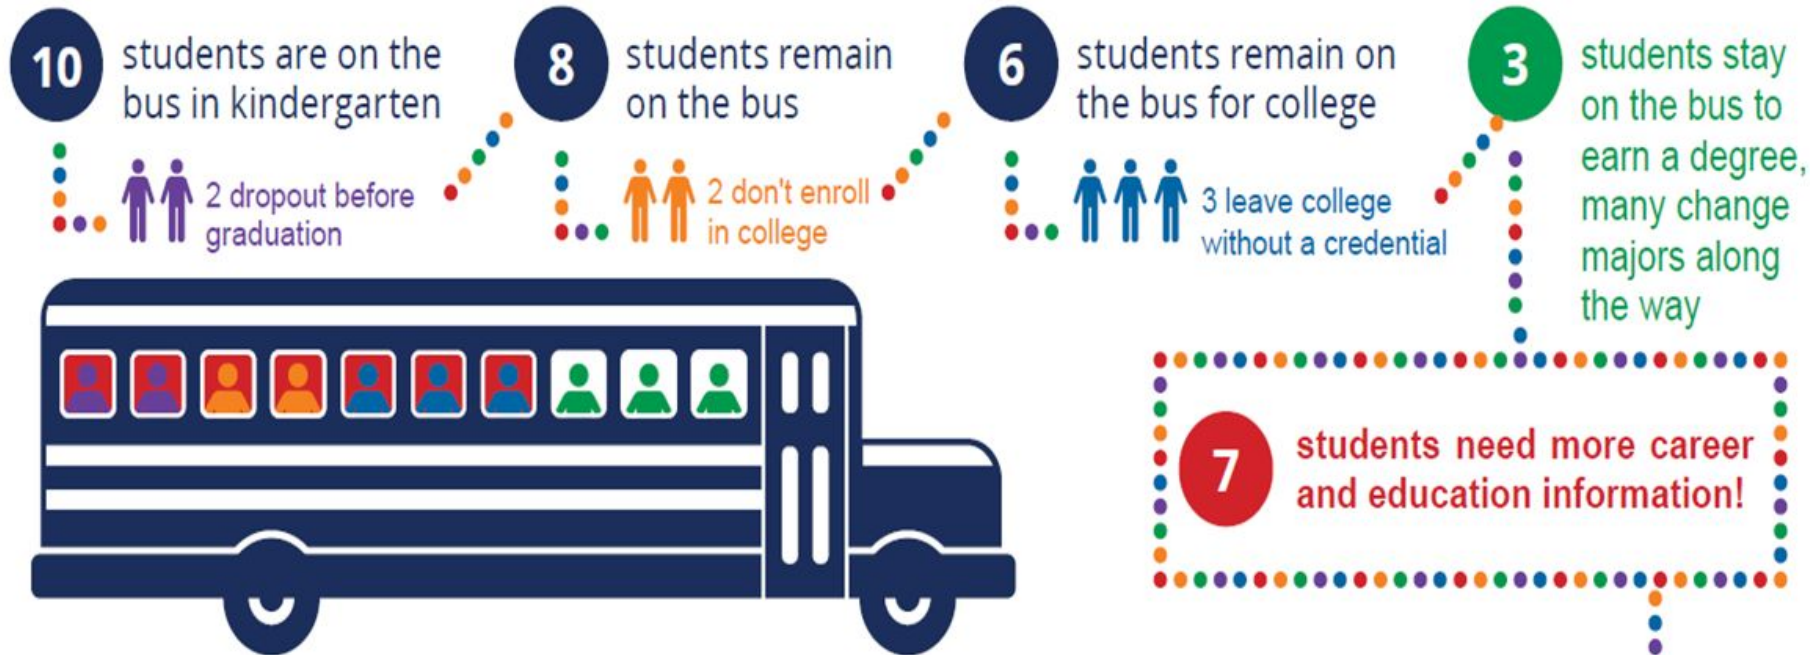 10
students are on the
bus in kindergarten
2 dropout before
graduation
8
students remain
on the bus
2 don't enroll
in college
6
students remain on
the bus for college
3 leave college
without a credential
3
students stay
on the bus to
earn a degree,
many change
majors along
the way
7
students need more career
and education information!